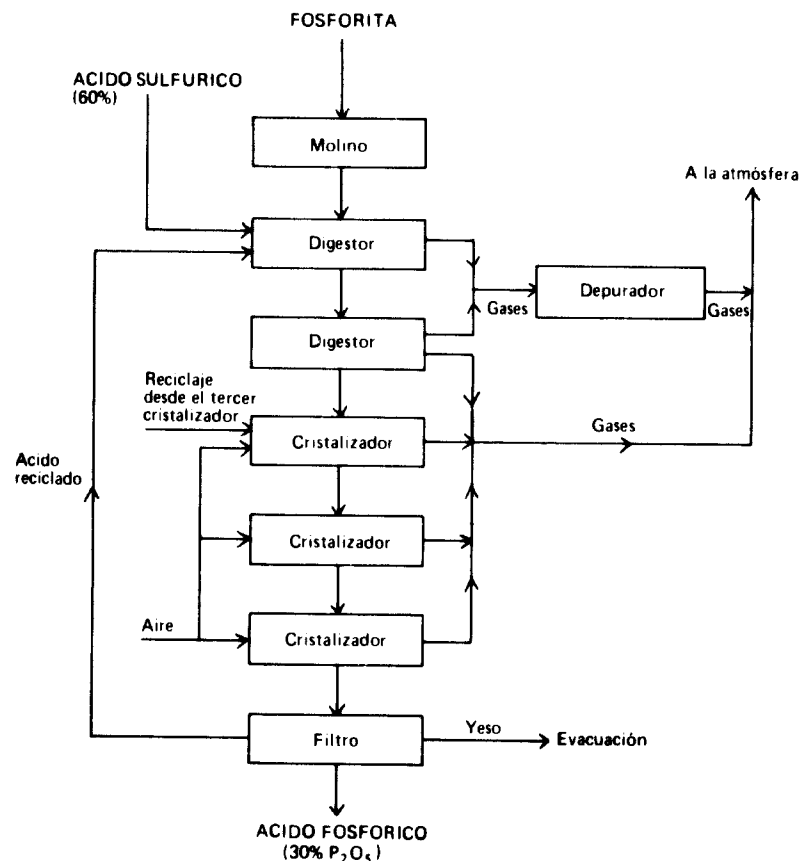 FOSFORITA
ACIDO SULFURICO
(60%)
Molino
A la atmósfera
Digestor
Gases
Depurador
Gases
Digestor
Reciclaje
desde el tercer
cristalizador
Cristalizador
Gases
Acido
reciclado
Cristalizador
Aire
Cristalizador
Filtro
Yeso
Evacuación
ACIDO FOSFORICO
(30% P₂O₅)